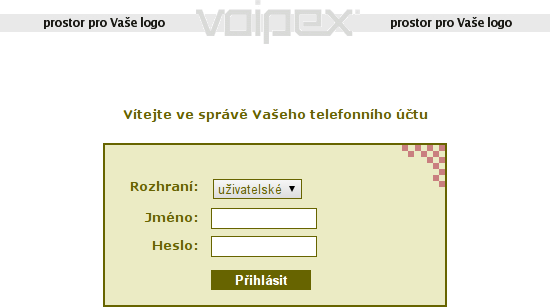 prostor pro Vaše logo voipex prostor pro Vaše logo
Vítejte ve správě Vašeho telefonního účtu
Rozhraní: uživatelské
Jméno:
Heslo:
Přihlásit